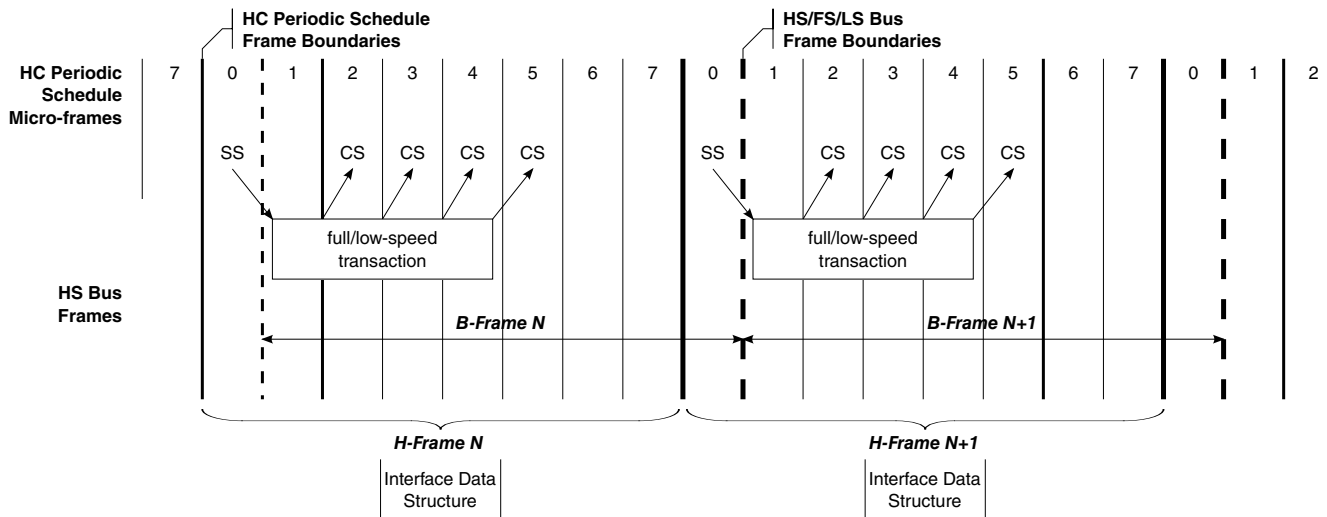 HC Periodic Schedule
Frame Boundaries
HS/FS/LS Bus
Frame Boundaries
HC Periodic
Schedule
Micro-frames
7 0 1 2 3 4 5 6 7 0 1 2 3 4 5 6 7 0 1 2
SS CS CS CS CS SS CS CS CS CS
full/low-speed
transaction
full/low-speed
transaction
HS Bus
Frames
B-Frame N
B-Frame N+1
H-Frame N
H-Frame N+1
Interface Data
Structure
Interface Data
Structure